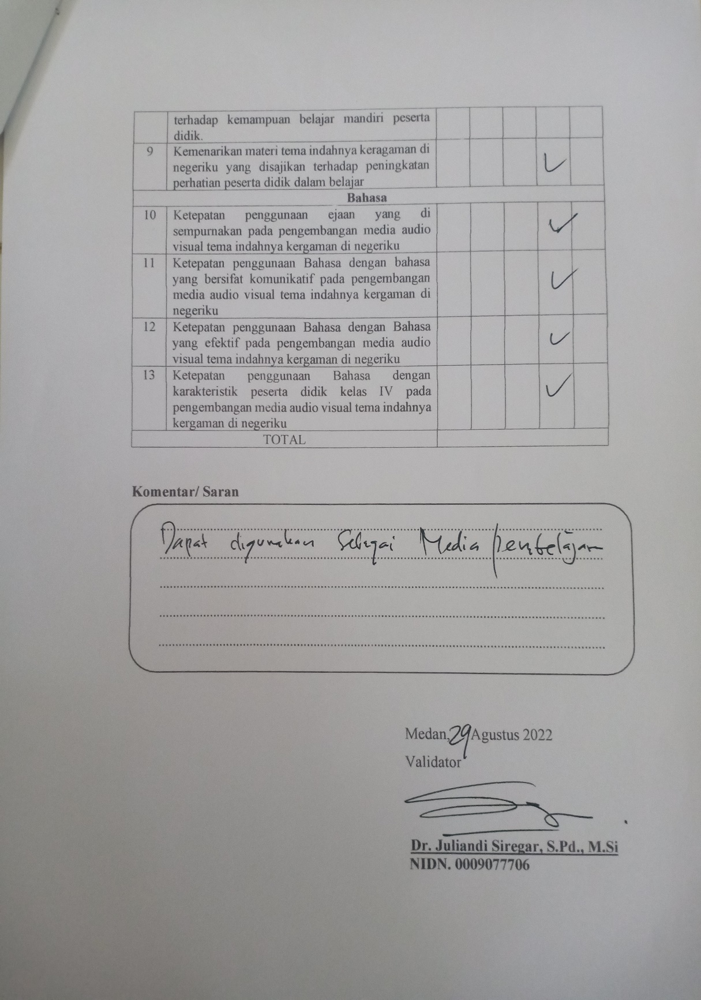 terhadap kemampuan belajar mandiri peserta
didik.
9 Kemenarikan materi tema indahnya keragaman di
negeriku yang disajikan terhadap peningkatan
perhatian peserta didik dalam belajar
Bahasa
10 Ketepatan penggunaan ejaan yang di
sempurnakan pada pengembangan media audio
visual tema indahnya kergaman di negeriku
11 Ketepatan penggunaan Bahasa dengan bahasa
yang bersifat komunikatif pada pengembangan
media audio visual tema indahnya kergaman di
negeriku
12 Ketepatan penggunaan Bahasa dengan Bahasa
yang efektif pada pengembangan media audio
visual tema indahnya kergaman di negeriku
13 Ketepatan penggunaan Bahasa dengan
karakteristik peserta didik kelas IV pada
pengembangan media audio visual tema indahnya
kergaman di negeriku
TOTAL
Komentar/ Saran
Dapat digunakan Sebagai Media pembelajaran
Medan, 29 Agustus 2022
Validator
Dr. Juliandi Siregar, S.Pd., M.Si
NIDN. 0009077706